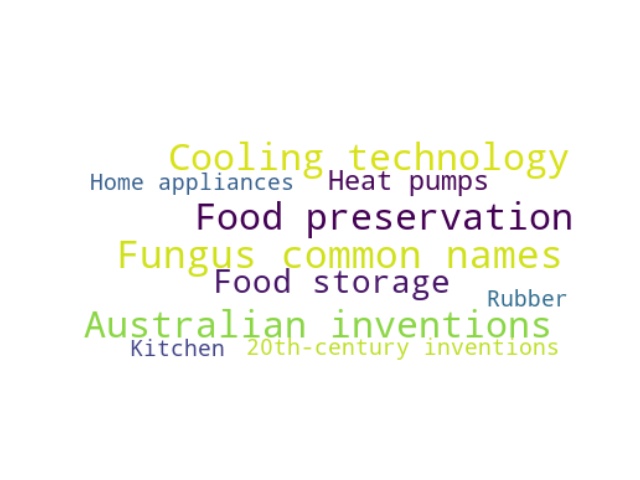 Cooling technology
Home appliances Heat pumps
Food preservation
Fungus common names
Food storage
Rubber
Australian inventions
Kitchen 20th-century inventions